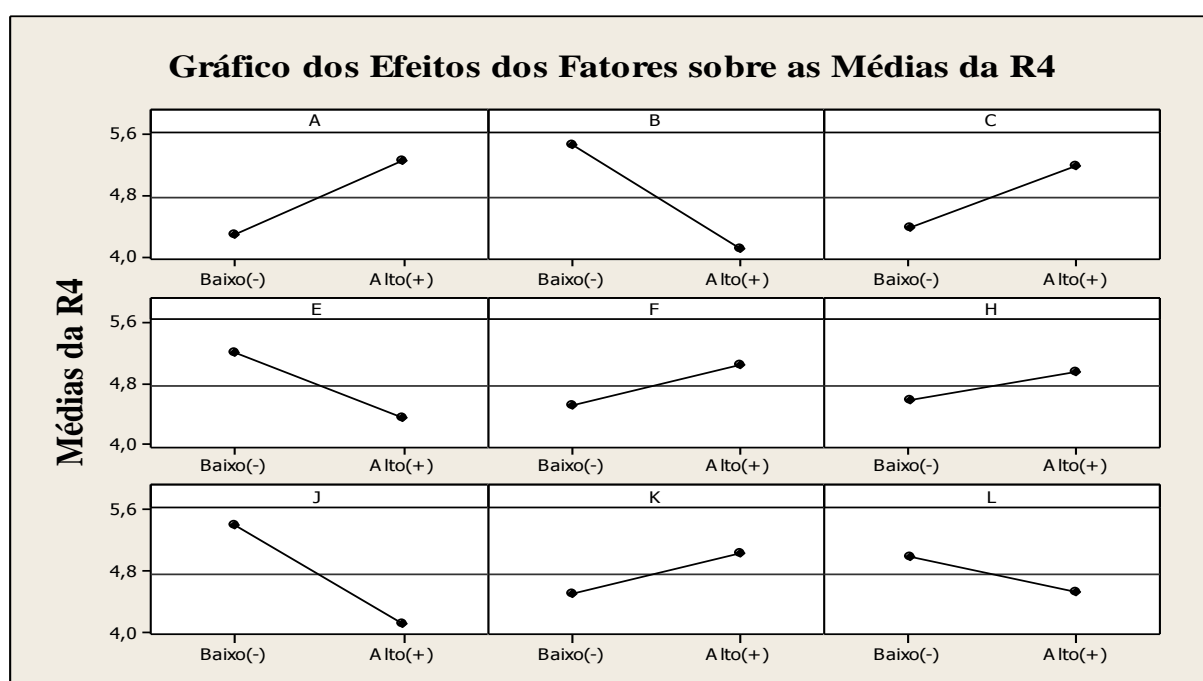 Gráfico dos Efeitos dos Fatores sobre as Médias da R4
Médias da R4
A B C
5,6
4,8
4,0
Baixo(-) Alto(+) Baixo(-) Alto(+) Baixo(-) Alto(+)
E F H
5,6
4,8
4,0
Baixo(-) Alto(+) Baixo(-) Alto(+) Baixo(-) Alto(+)
J K L
5,6
4,8
4,0
Baixo(-) Alto(+) Baixo(-) Alto(+) Baixo(-) Alto(+)